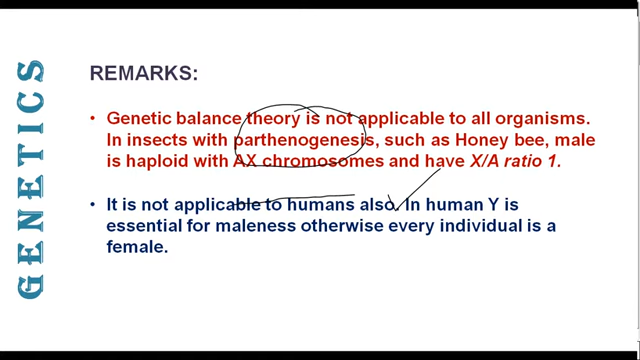 GENETICS
REMARKS:
• Genetic balance theory is not applicable to all organisms.
In insects with parthenogenesis, such as Honey bee, male
is haploid with AX chromosomes and have X/A ratio 1.
• It is not applicable to humans also. In human Y is
essential for maleness otherwise every individual is a
female.